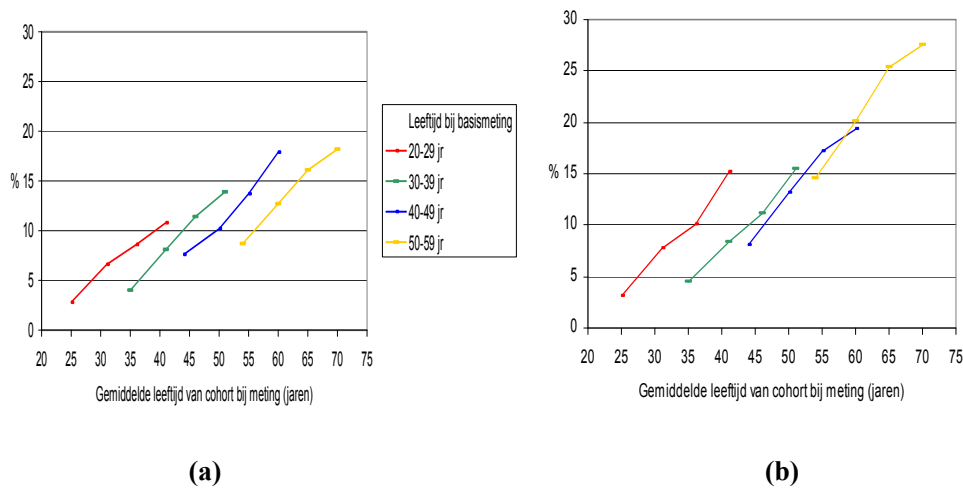 30
25
20
15
10
5
0
%
20 25 30 35 40 45 50 55 60 65 70 75
Gemiddelde leeftijd van cohort bij meting (jaren)
Leeftijd bij basismeting
20-29 jr
30-39 jr
40-49 jr
50-59 jr
30
25
20
15
10
5
0
%
20 25 30 35 40 45 50 55 60 65 70 75
Gemiddelde leeftijd van cohort bij meting (jaren)
(a) (b)